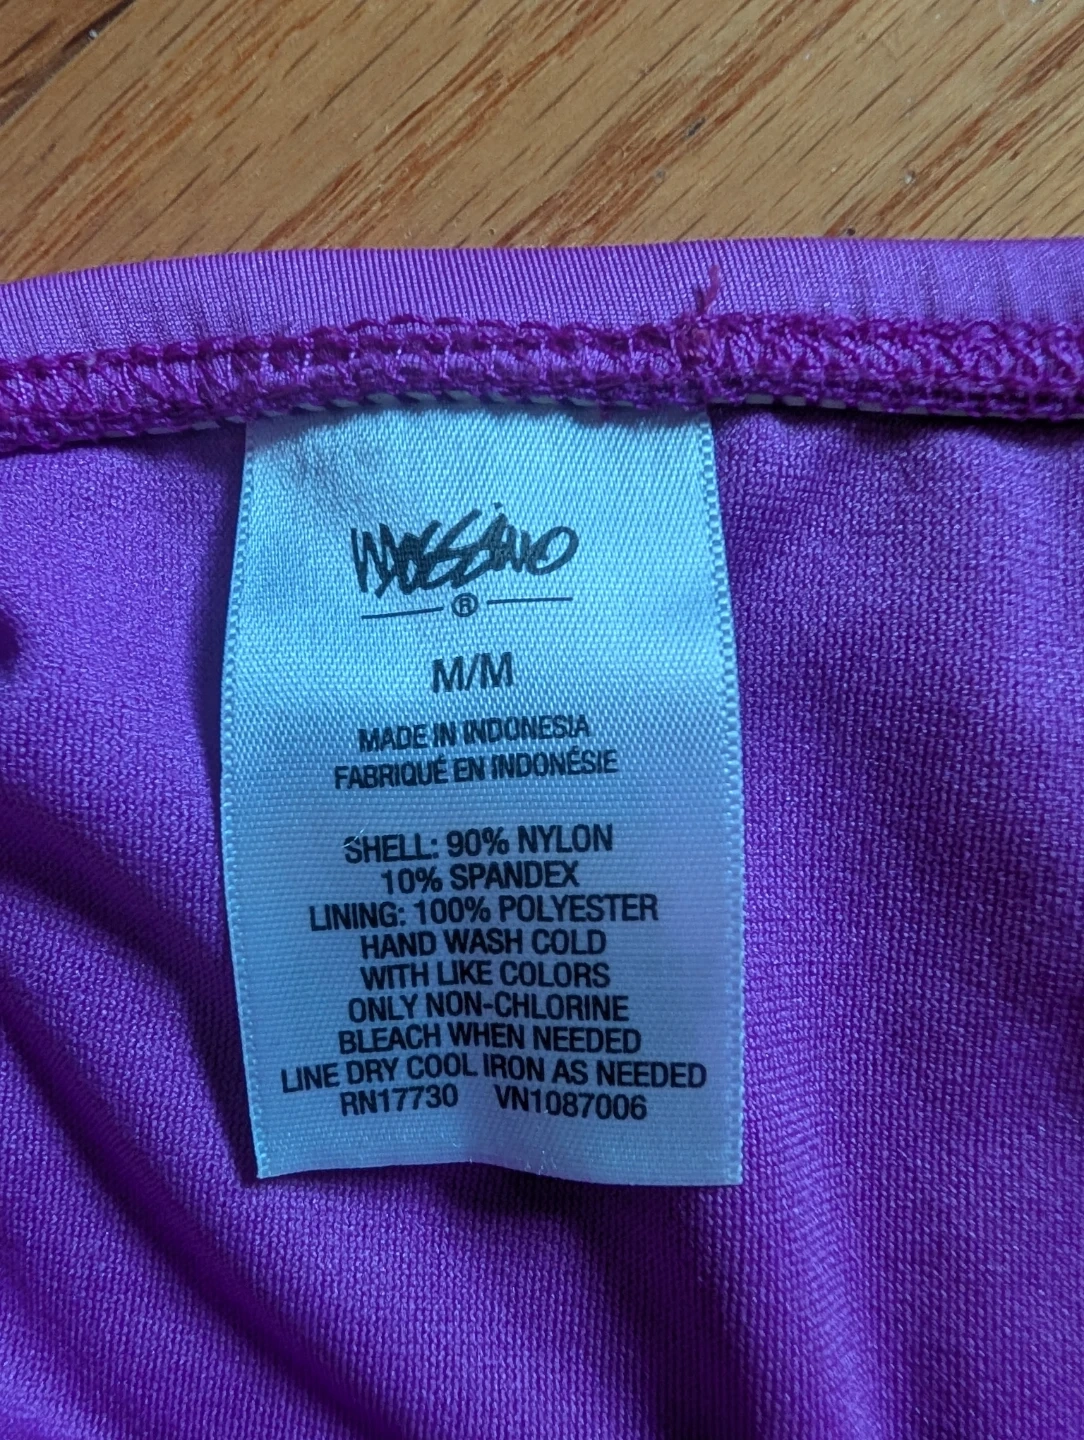 Mossimo
®
M/M
MADE IN INDONESIA
FABRIQUÉ EN INDONÉSIE
SHELL: 90% NYLON
10% SPANDEX
LINING: 100% POLYESTER
HAND WASH COLD
WITH LIKE COLORS
ONLY NON-CHLORINE
BLEACH WHEN NEEDED
LINE DRY COOL IRON AS NEEDED
RN17730 VN1087006